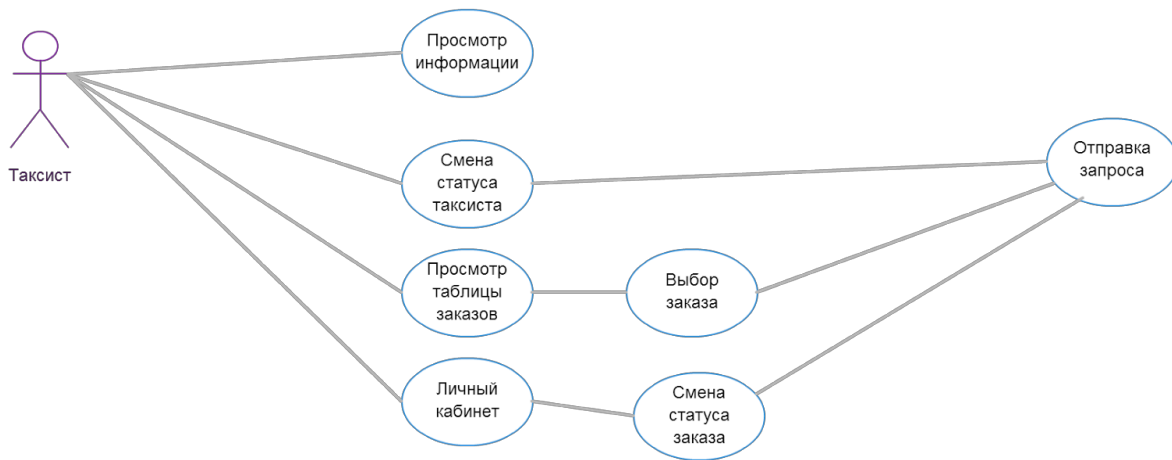 Просмотр
информации
Таксист
Смена
статуса
таксиста
Отправка
запроса
Просмотр
таблицы
заказов
Выбор
заказа
Личный
кабинет
Смена
статуса
заказа